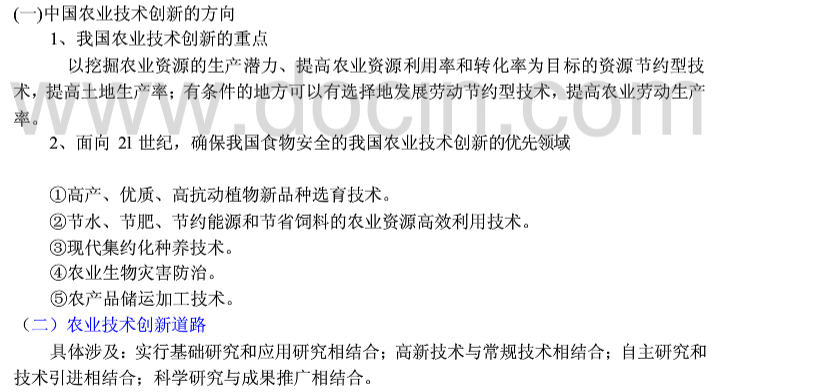 (一)中国农业技术创新的方向
1、我国农业技术创新的重点
以挖掘农业资源的生产潜力、提高农业资源利用率和转化率为目标的资源节约型技
术，提高土地生产率；有条件的地方可以有选择地发展劳动节约型技术，提高农业劳动生产
率。
www.docin.com
2、面向 21 世纪，确保我国食物安全的我国农业技术创新的优先领域
①高产、优质、高抗动植物新品种选育技术。
②节水、节肥、节约能源和节省饲料的农业资源高效利用技术。
③现代集约化种养技术。
④农业生物灾害防治。
⑤农产品储运加工技术。
（二）农业技术创新道路
具体涉及：实行基础研究和应用研究相结合；高新技术与常规技术相结合；自主研究和
技术引进相结合；科学研究与成果推广相结合。